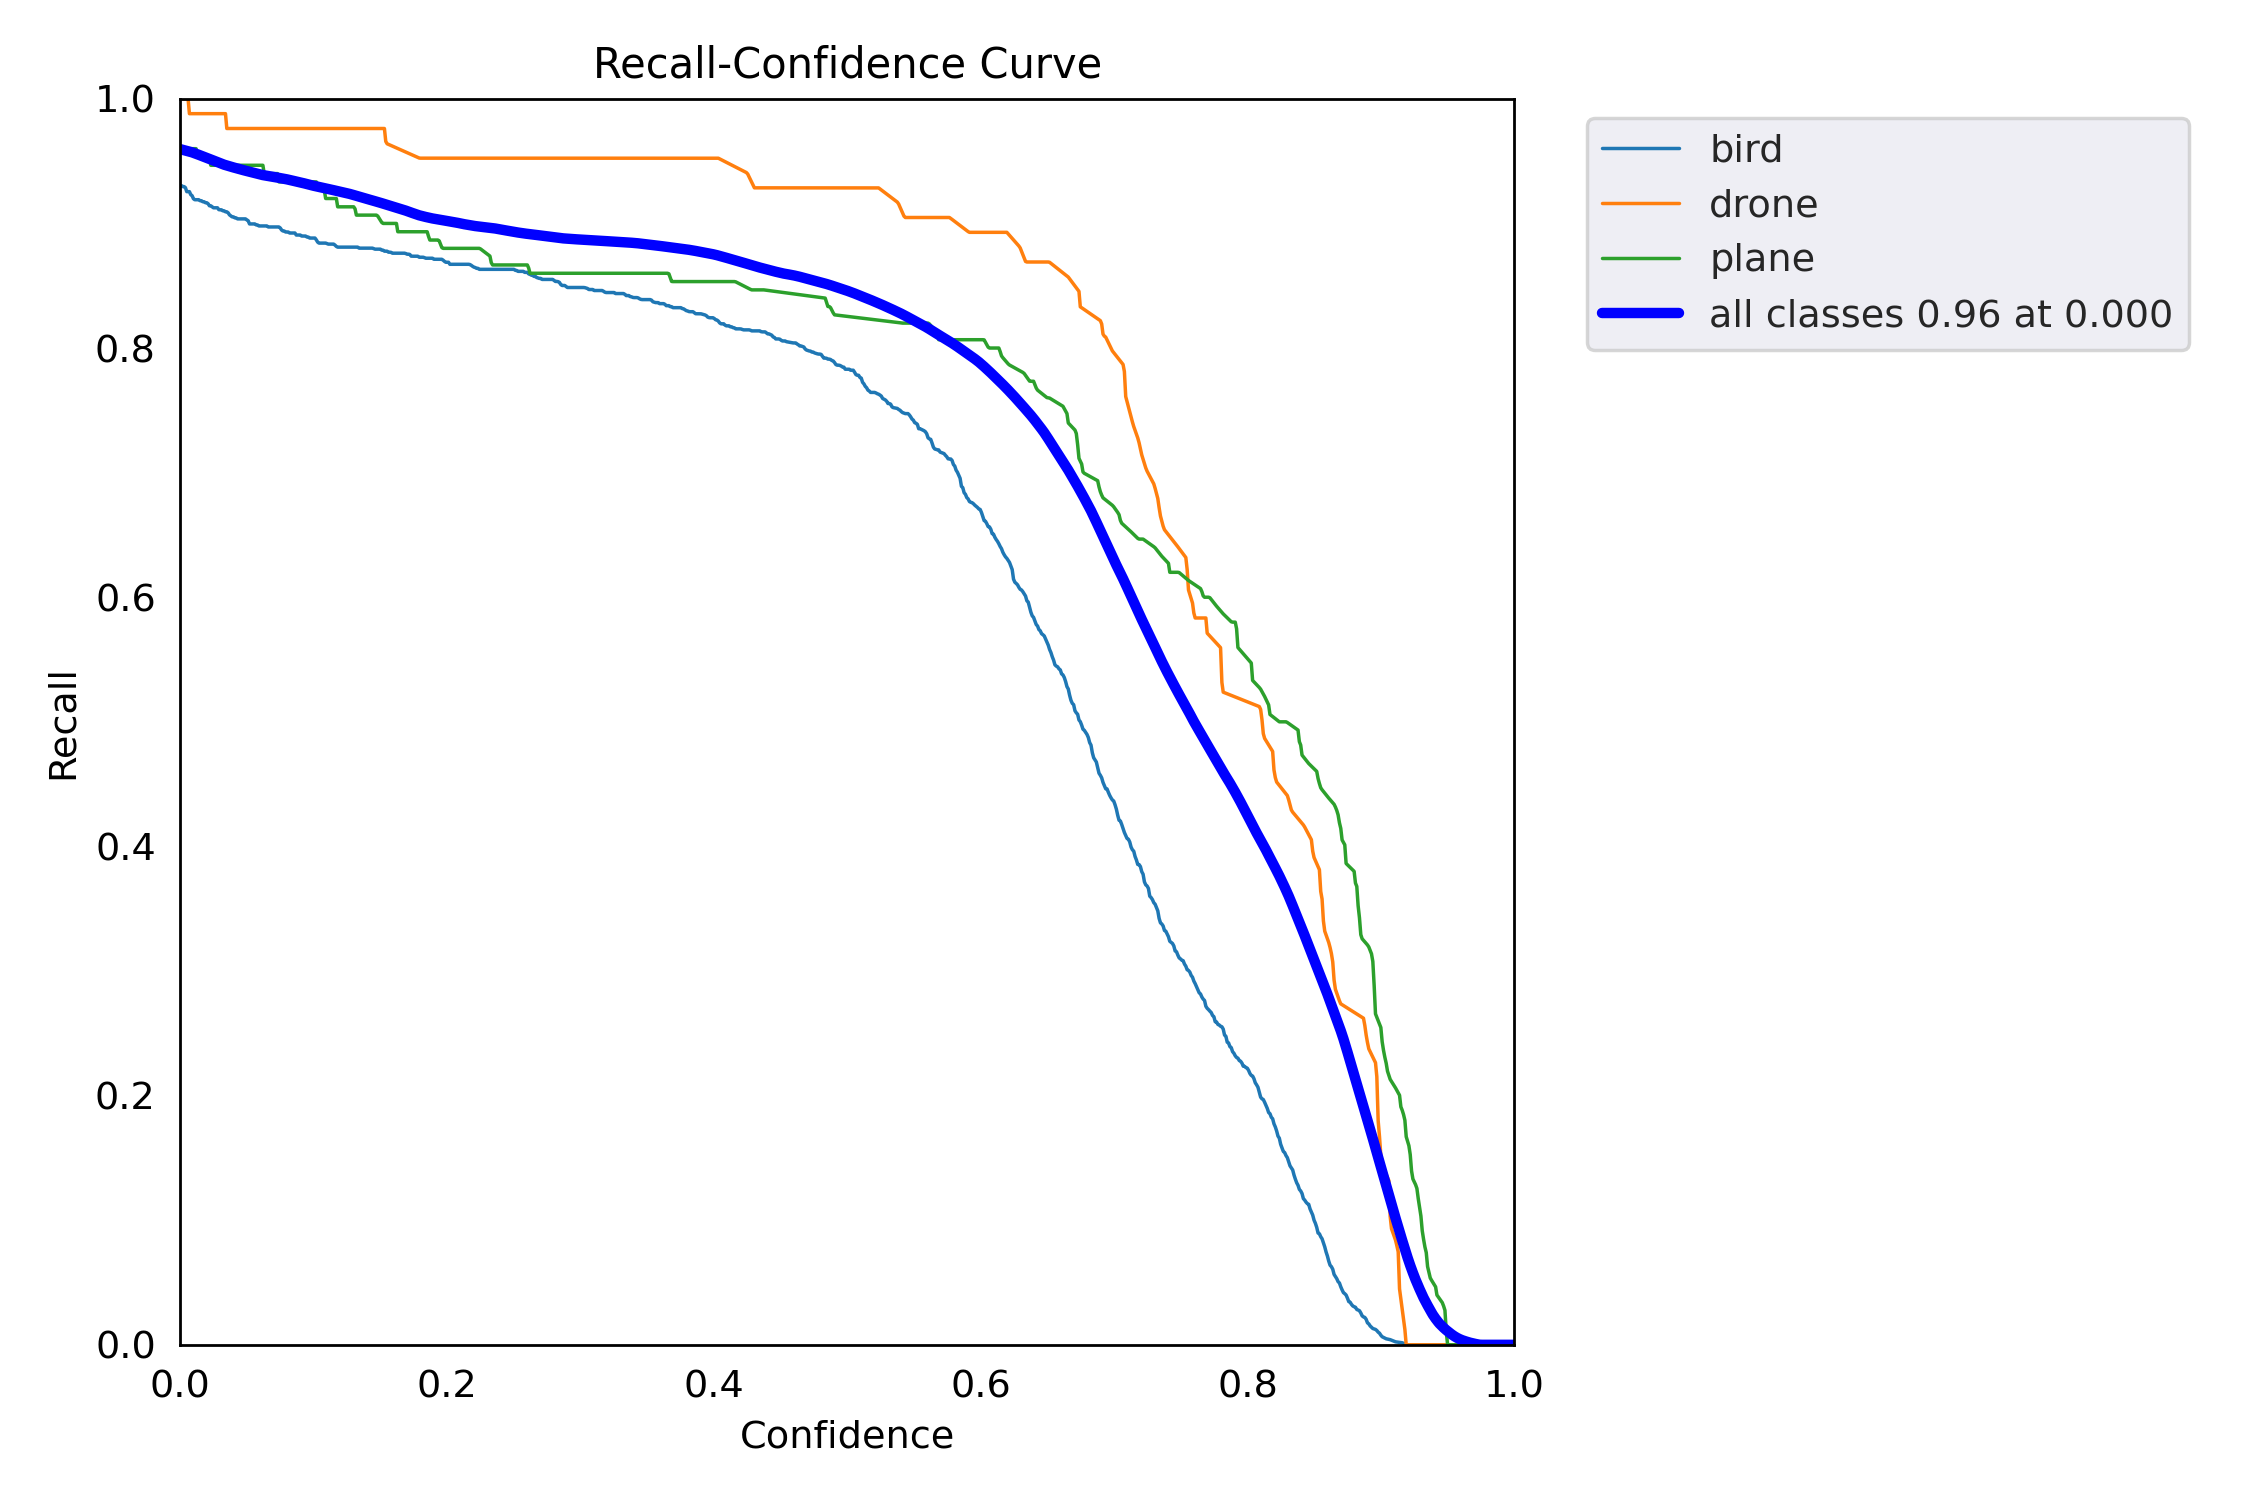 Recall-Confidence Curve
1.0
0.8
0.6
0.4
0.2
0.0
Recall
0.0 0.2 0.4 0.6 0.8 1.0
Confidence
bird
drone
plane
all classes 0.96 at 0.000